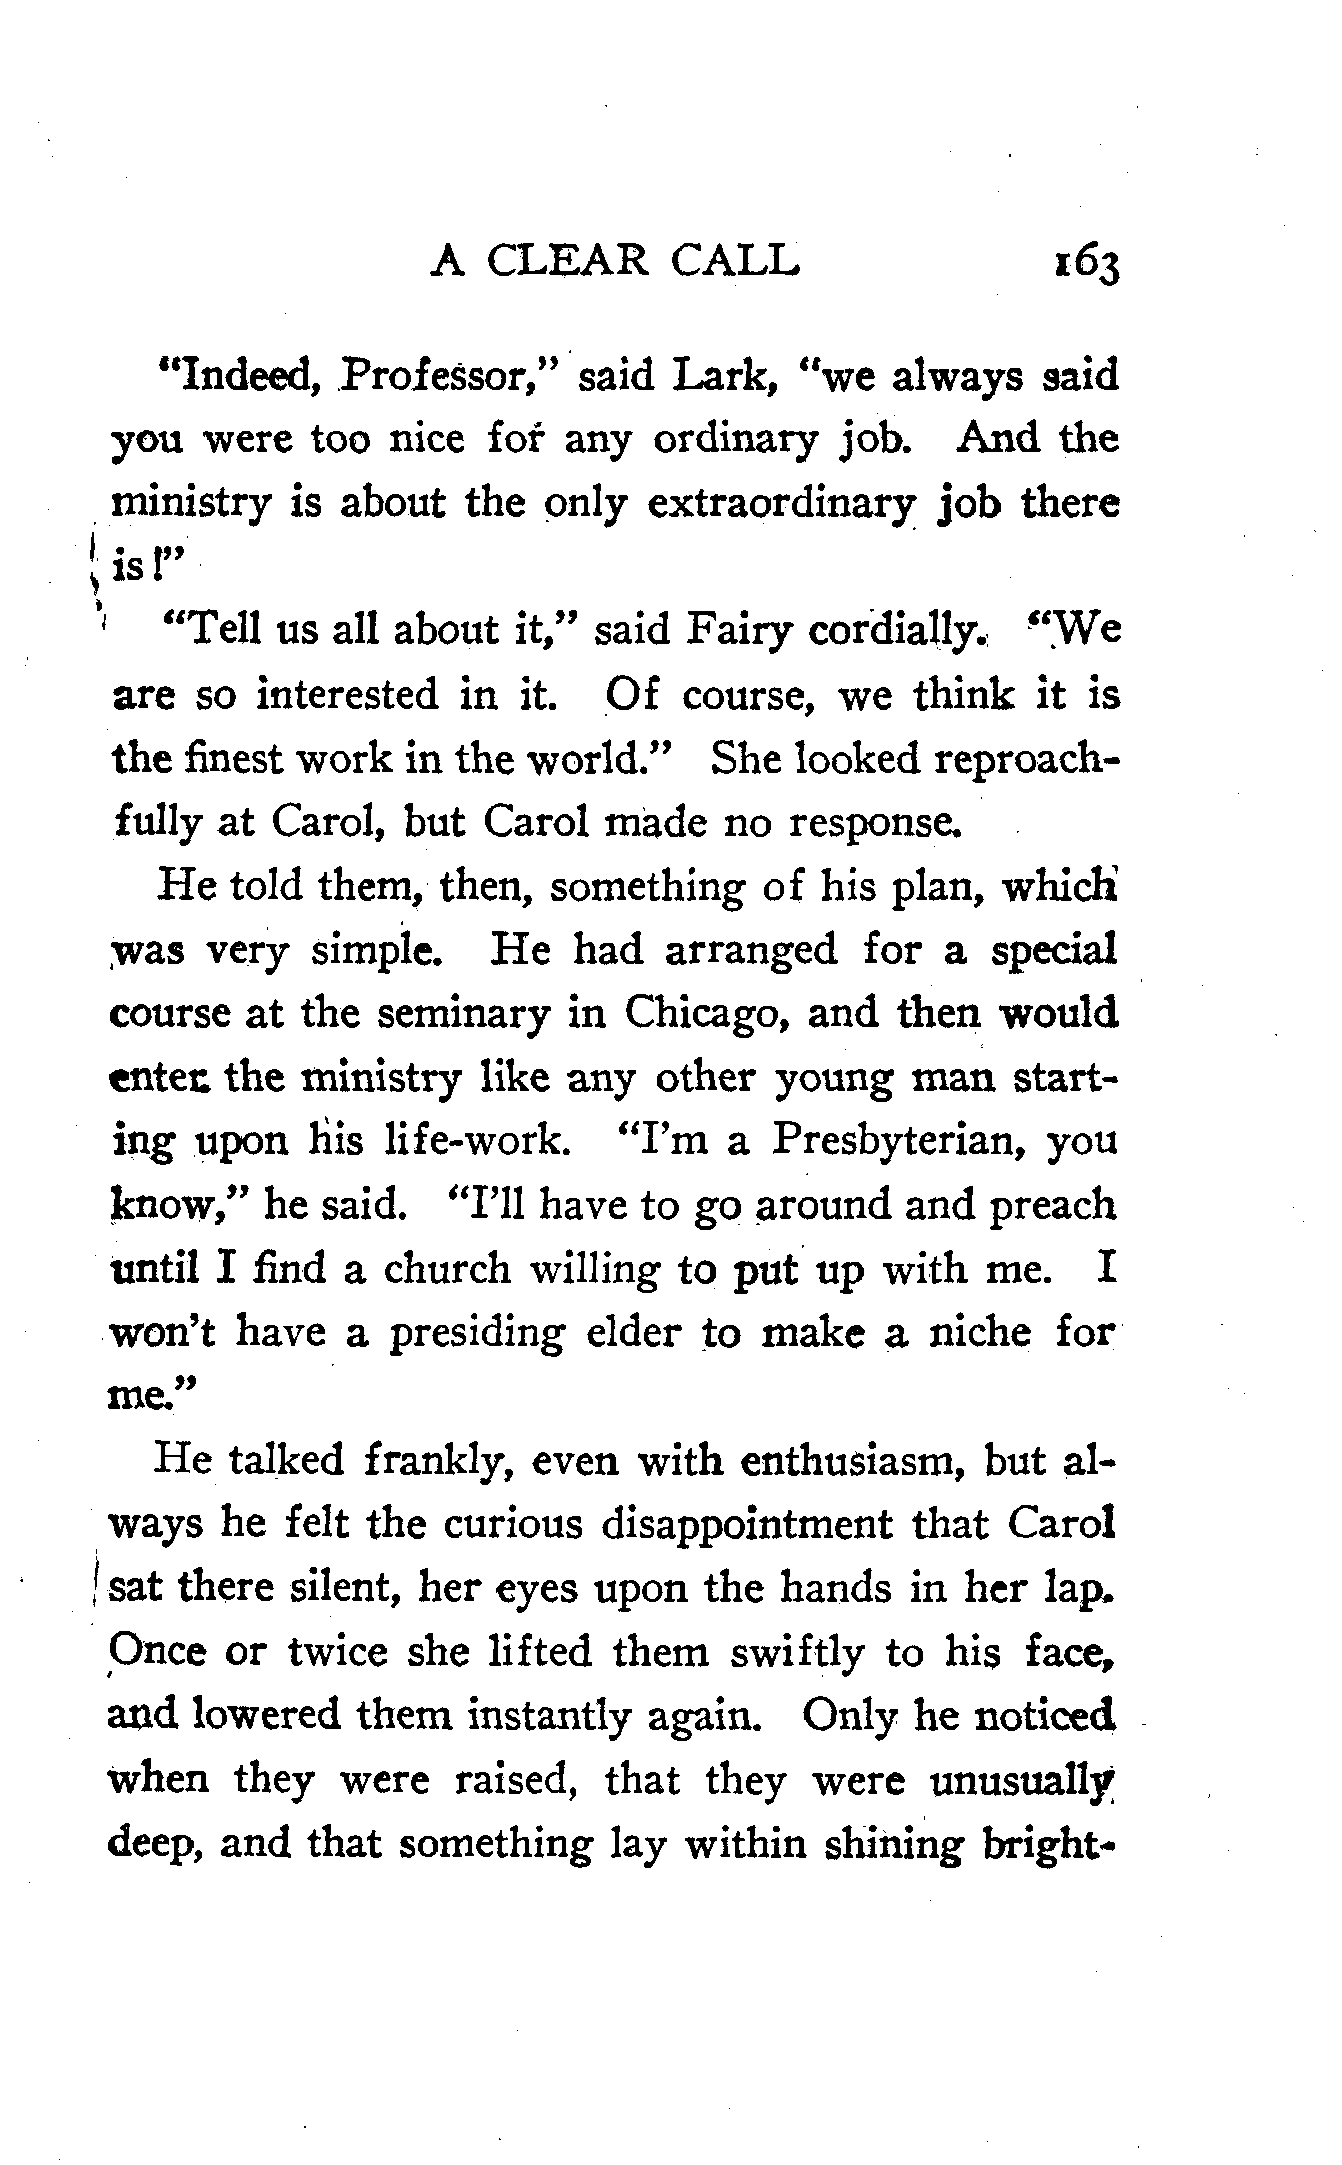 A CLEAR CALL 163
“Indeed, Professor,” said Lark, “we always said
you were too nice for any ordinary job. And the
ministry is about the only extraordinary job there
is!”
“Tell us all about it,” said Fairy cordially. “We
are so interested in it. Of course, we think it is
the finest work in the world.” She looked reproach-
fully at Carol, but Carol made no response.
He told them, then, something of his plan, which
was very simple. He had arranged for a special
course at the seminary in Chicago, and then would
enter the ministry like any other young man start-
ing upon his life-work. “I’m a Presbyterian, you
know,” he said. “I’ll have to go around and preach
until I find a church willing to put up with me. I
won’t have a presiding elder to make a niche for
me.”
He talked frankly, even with enthusiasm, but al-
ways he felt the curious disappointment that Carol
sat there silent, her eyes upon the hands in her lap.
Once or twice she lifted them swiftly to his face,
and lowered them instantly again. Only he noticed
when they were raised, that they were unusually
deep, and that something lay within shining bright-